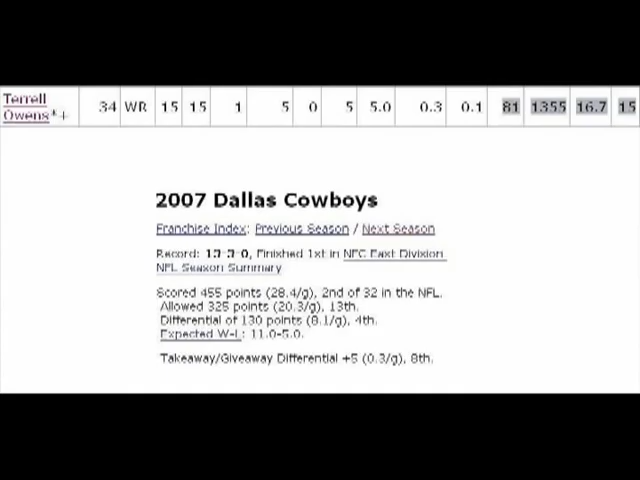 Terrell Owens*+ 34 WR 15 15 1 5 0 5 5.0 0.3 0.1 81 1355 16.7 15
2007 Dallas Cowboys
Franchise Index: Previous Season / Next Season
Record: 13-3-0, Finished 1st in NFC East Division
NFL Season Summary
Scored 455 points (28.4/g), 2nd of 32 in the NFL.
Allowed 325 points (20.3/g), 13th.
Differential of 130 points (8.1/g), 4th.
Expected W-L: 11.0-5.0.
Takeaway/Giveaway Differential +5 (0.3/g), 8th.